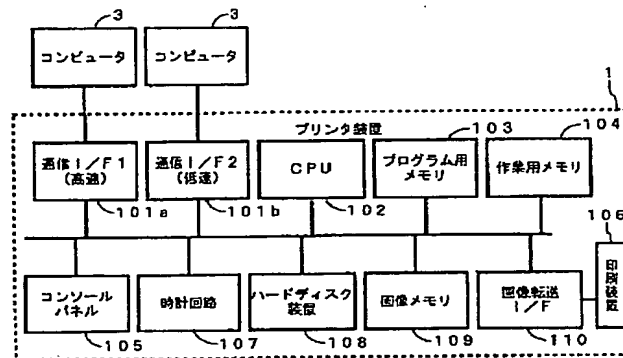 3
3
コンピュータ
コンピュータ
1
プリンタ装置
103
104
通信I/F1
(高速)
通信I/F2
(低速)
CPU
プログラム用
メモリ
作業用メモリ
101a
101b
102
106
印刷装置
コンソール
パネル
時計回路
ハードディスク
装置
画像メモリ
画像転送
I/F
105
107
108
109
110